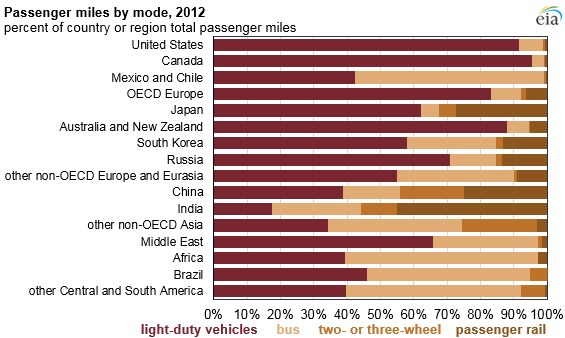 Passenger miles by mode, 2012
percent of country or region total passenger miles
eia
United States
Canada
Mexico and Chile
OECD Europe
Japan
Australia and New Zealand
South Korea
Russia
other non-OECD Europe and Eurasia
China
India
other non-OECD Asia
Middle East
Africa
Brazil
other Central and South America
0% 10% 20% 30% 40% 50% 60% 70% 80% 90% 100%
light-duty vehicles bus two- or three-wheel passenger rail